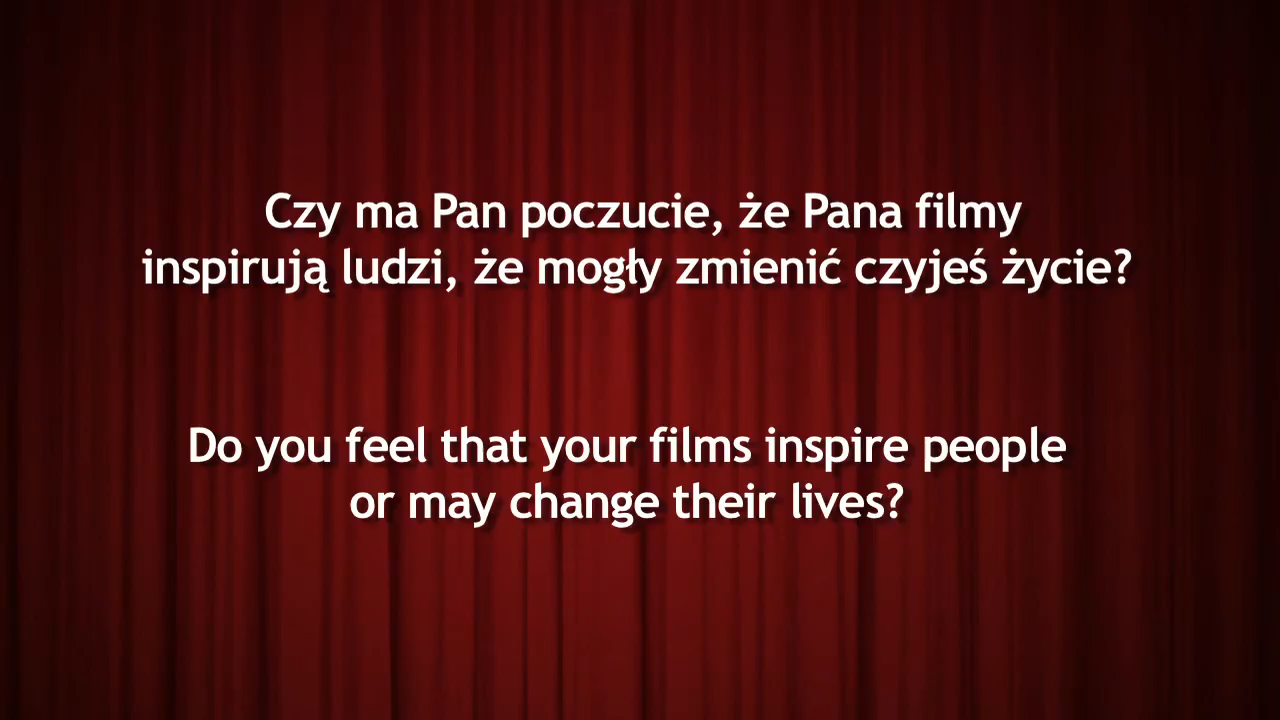 Czy ma Pan poczucie, że Pana filmy
inspirują ludzi, że mogły zmienić czyjeś życie?
Do you feel that your films inspire people
or may change their lives?